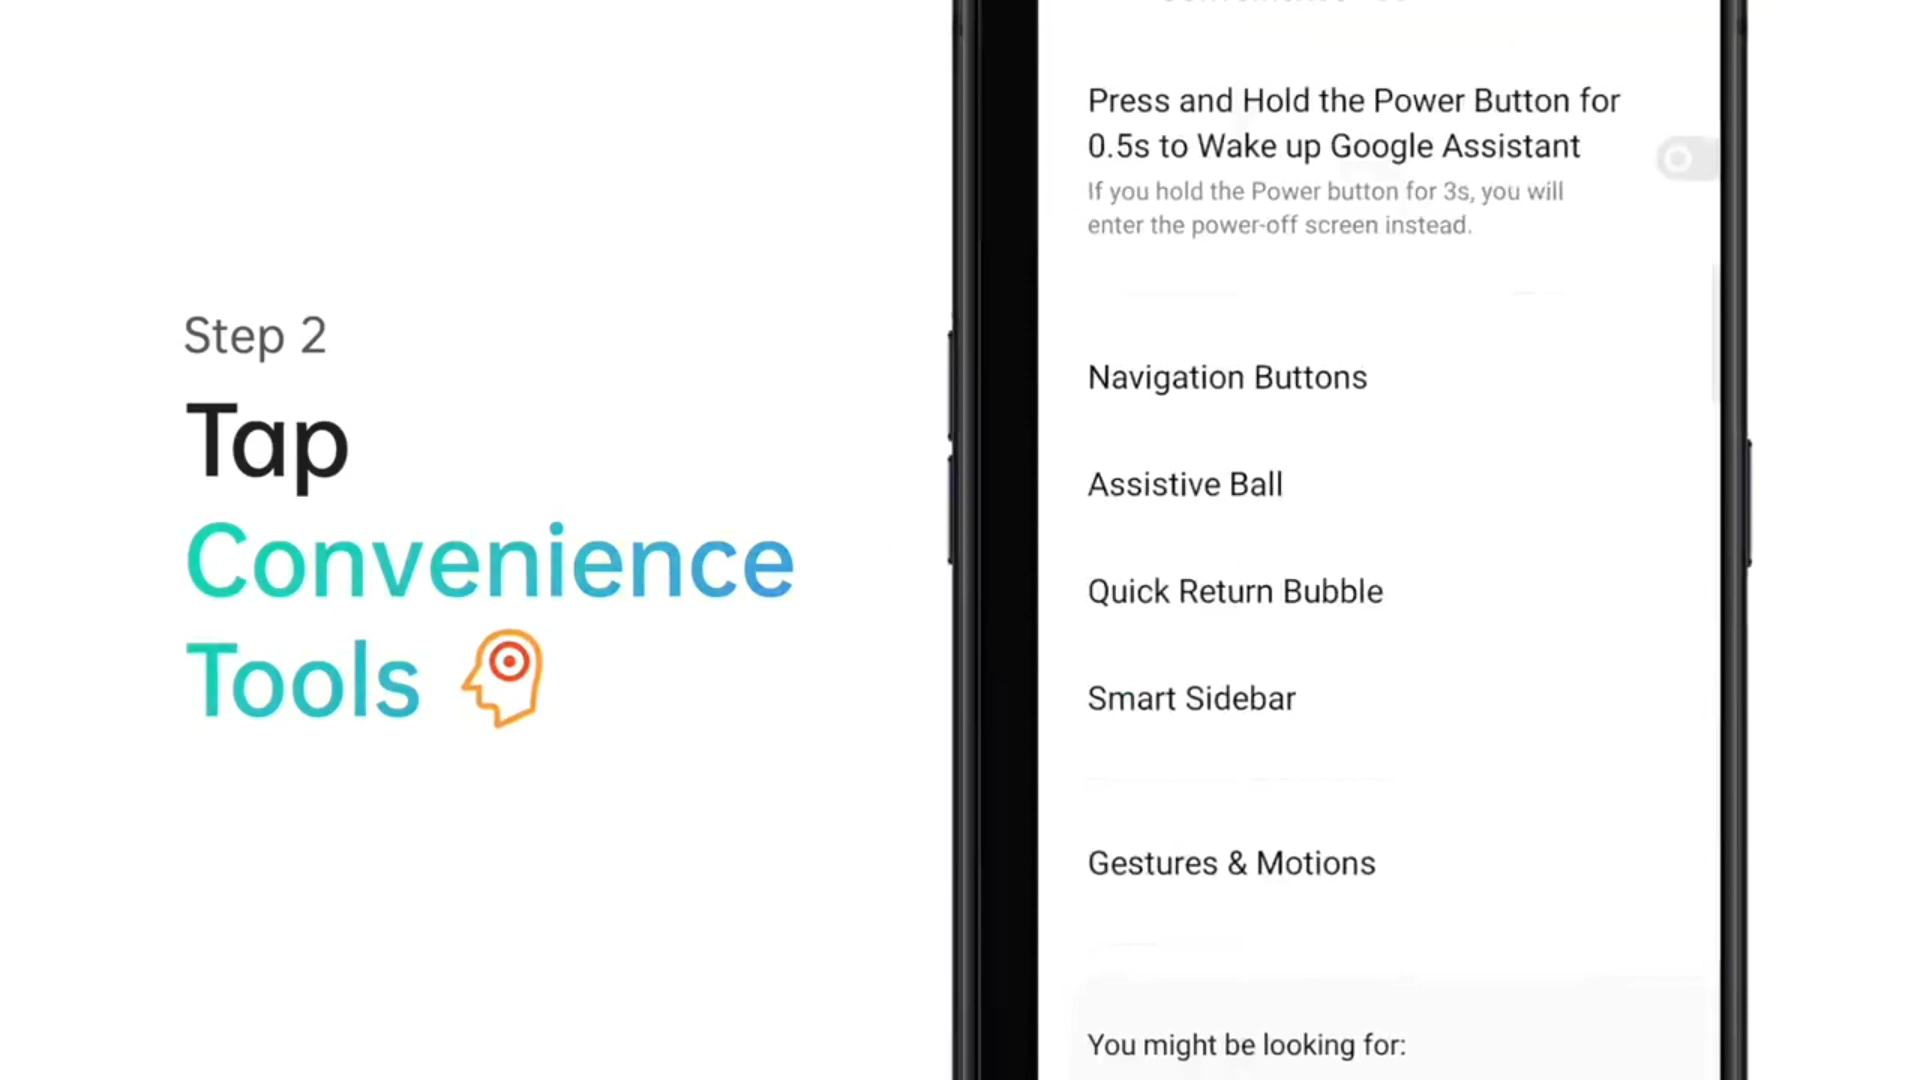 Step 2
Tap
Convenience
Tools
Press and Hold the Power Button for
0.5s to Wake up Google Assistant
If you hold the Power button for 3s, you will
enter the power-off screen instead.
Navigation Buttons
Assistive Ball
Quick Return Bubble
Smart Sidebar
Gestures & Motions
You might be looking for: